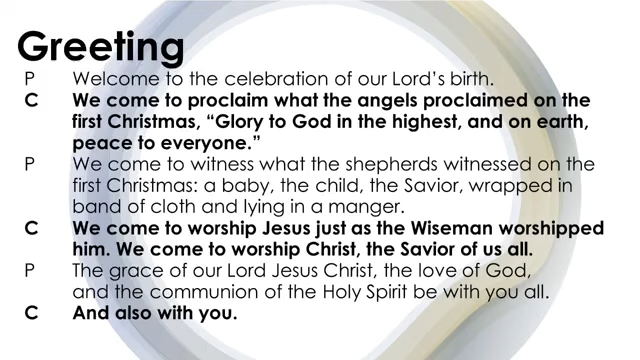 Greeting
P Welcome to the celebration of our Lord’s birth.
C We come to proclaim what the angels proclaimed on the
first Christmas, “Glory to God in the highest, and on earth,
peace to everyone.”
P We come to witness what the shepherds witnessed on the
first Christmas: a baby, the child, the Savior, wrapped in
band of cloth and lying in a manger.
C We come to worship Jesus just as the Wiseman worshipped
him. We come to worship Christ, the Savior of us all.
P The grace of our Lord Jesus Christ, the love of God,
and the communion of the Holy Spirit be with you all.
C And also with you.